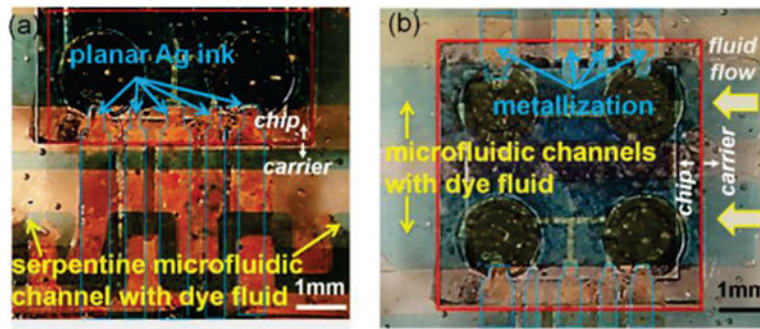 (a)
planar Ag ink
chip
carrier
serpentine microfluidic
channel with dye fluid
1mm
(b)
fluid
flow
metallization
microfluidic channels
with dye fluid
chip
carrier
1mm